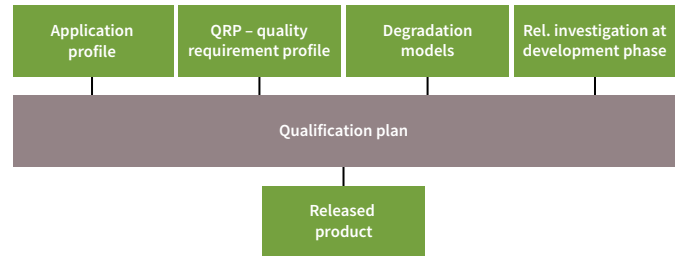 Application
profile
QRP – quality
requirement profile
Degradation
models
Rel. investigation at
development phase
Qualification plan
Released
product